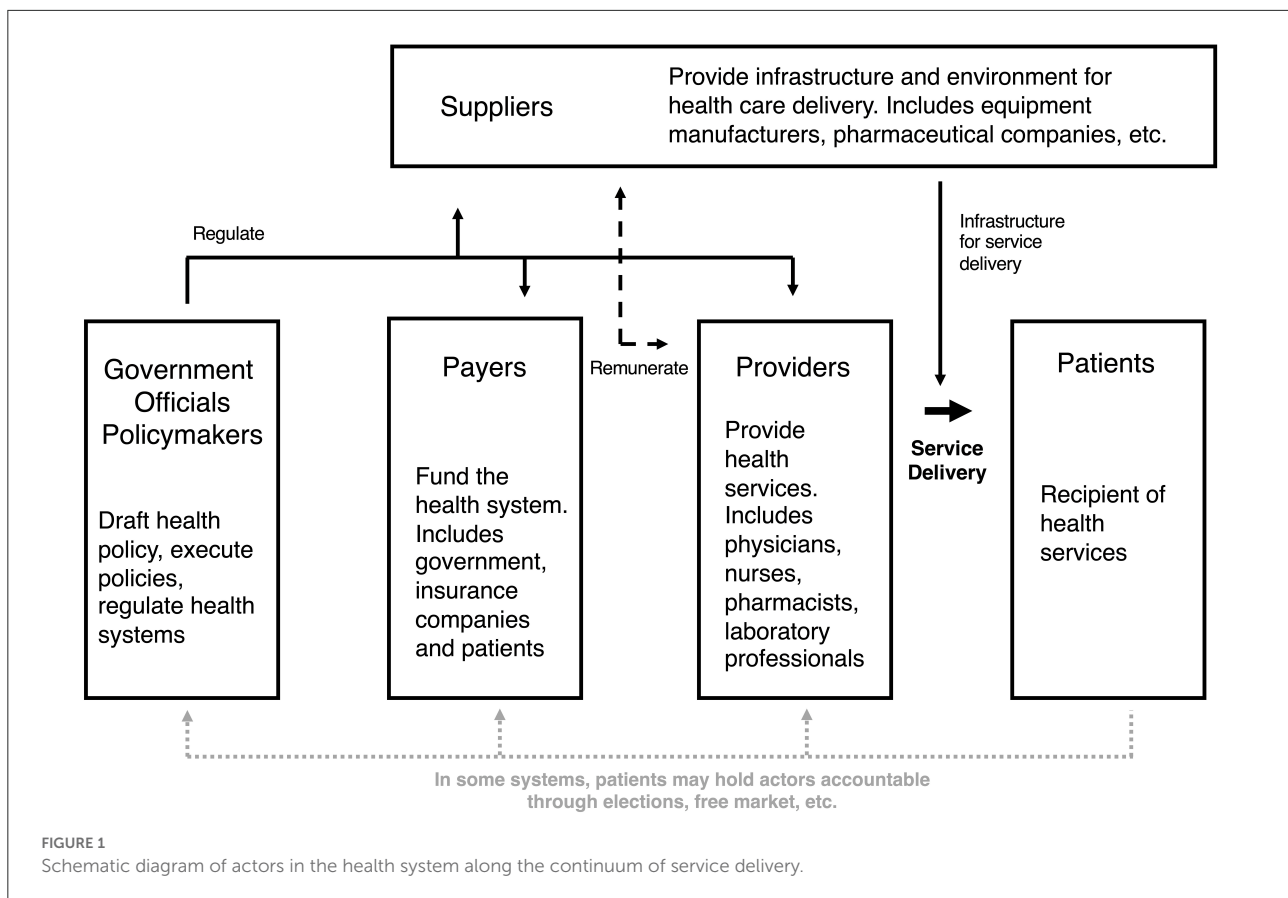 Suppliers
Provide infrastructure and environment for
health care delivery. Includes equipment
manufacturers, pharmaceutical companies, etc.
Regulate
Infrastructure
for service
delivery
Government
Officials
Policymakers
Draft health
policy, execute
policies,
regulate health
systems
Payers
Fund the
health system.
Includes
government,
insurance
companies
and patients
Remunerate
Providers
Provide
health
services.
Includes
physicians,
nurses,
pharmacists,
laboratory
professionals
Service
Delivery
Patients
Recipient of
health
services
In some systems, patients may hold actors accountable
through elections, free market, etc.
FIGURE 1
Schematic diagram of actors in the health system along the continuum of service delivery.